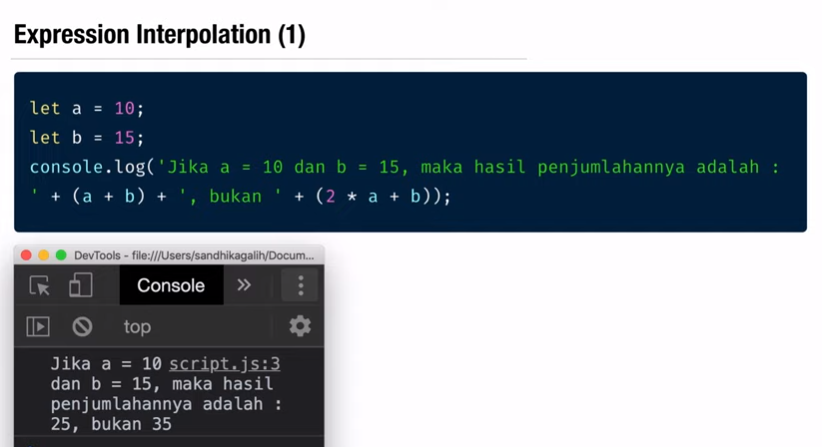 Expression Interpolation (1)
let a = 10;
let b = 15;
console.log('Jika a = 10 dan b = 15, maka hasil penjumlahannya adalah :
' + (a + b) + ', bukan ' + (2 * a + b));
DevTools - file:///Users/sandhikagalih/Docum...
Console »
top
Jika a = 10 script.js:3
dan b = 15, maka hasil
penjumlahannya adalah :
25, bukan 35